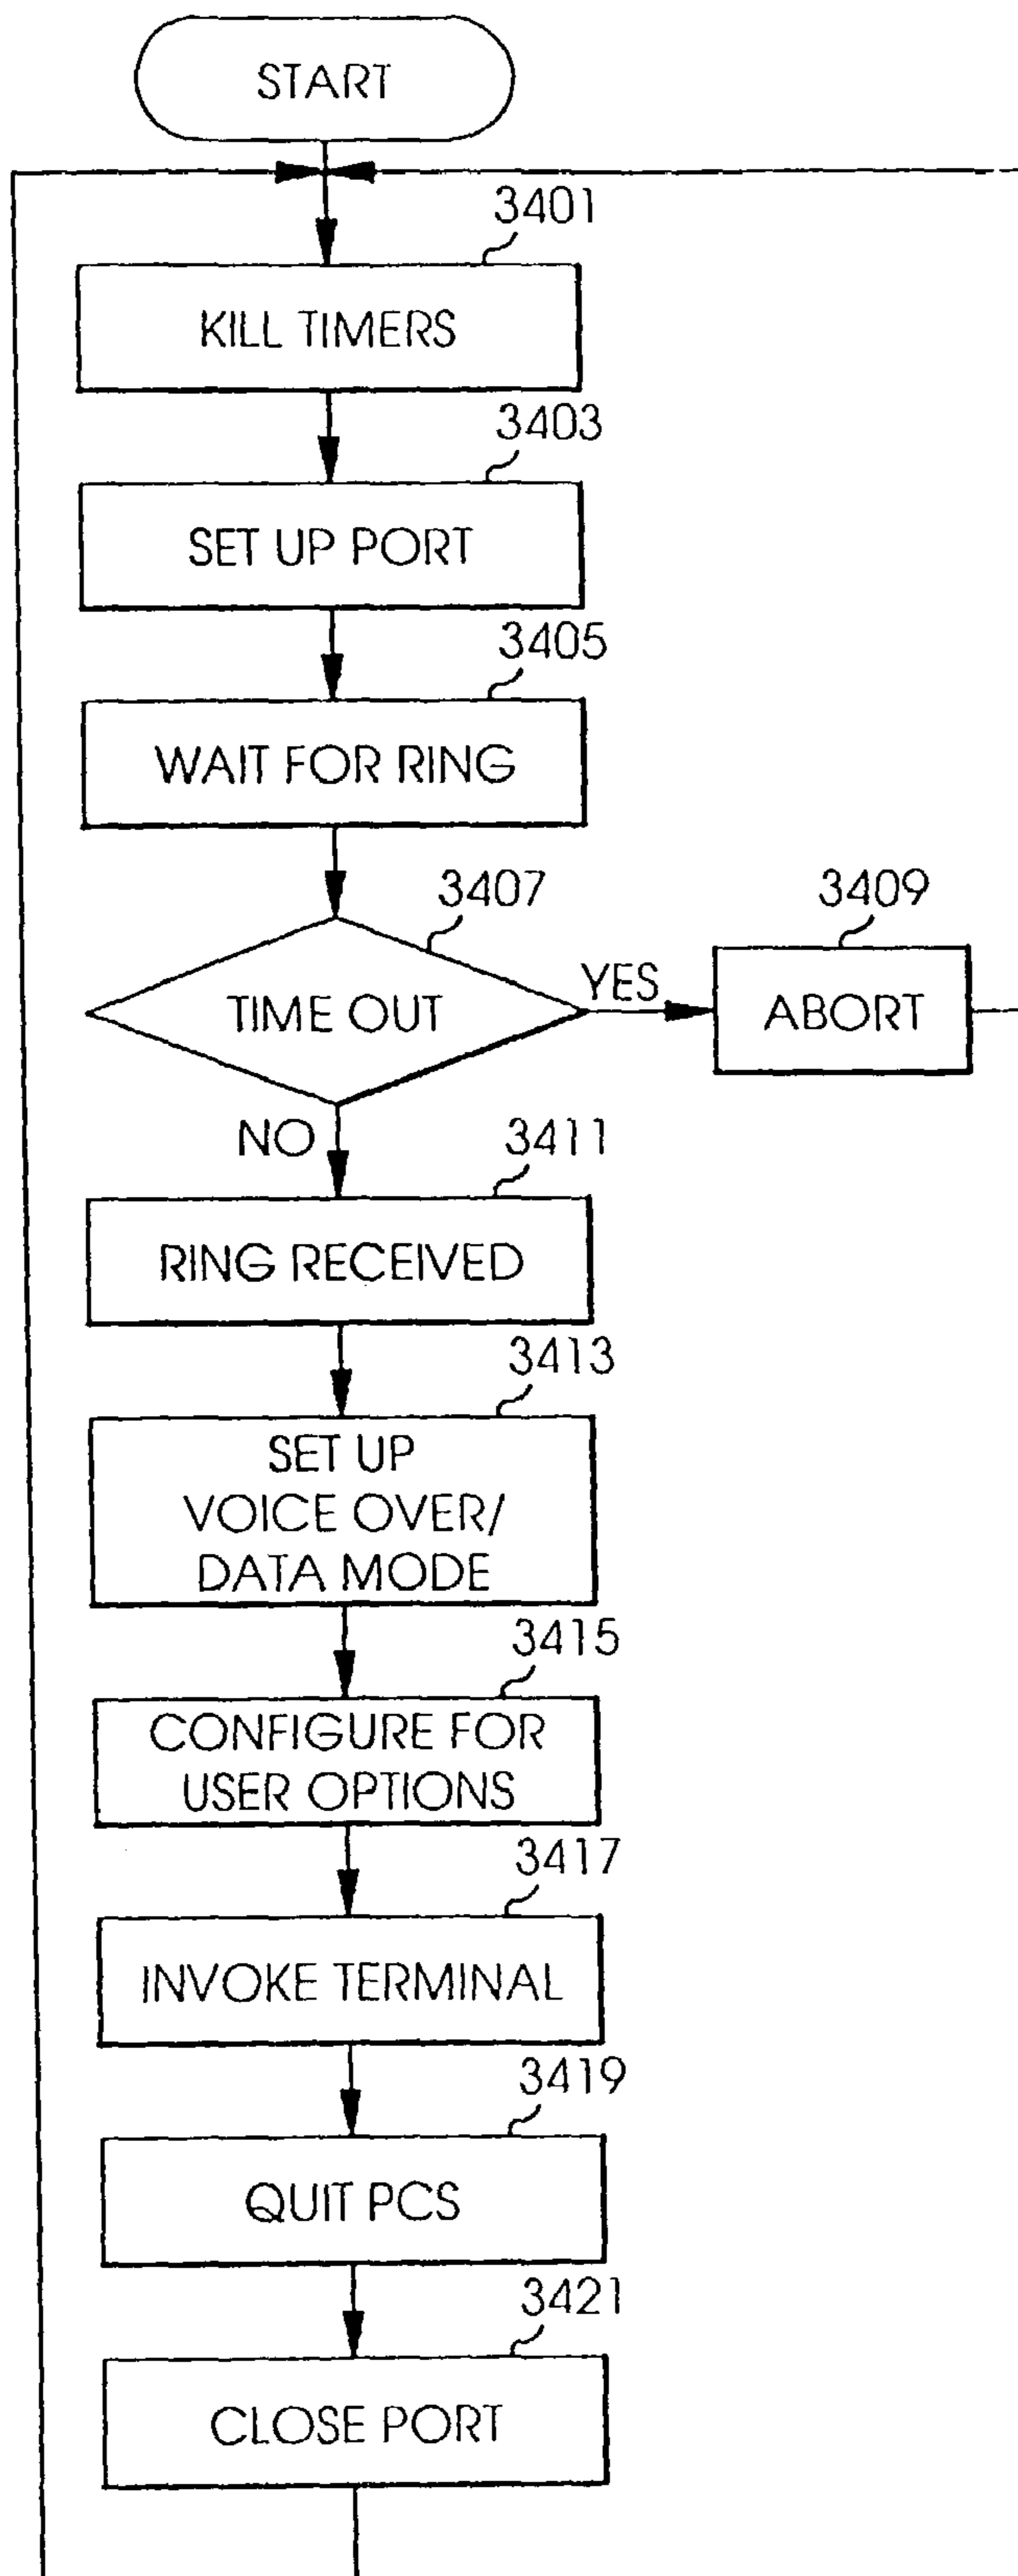 START
3401
KILL TIMERS
3403
SET UP PORT
3405
WAIT FOR RING
3407
TIME OUT
YES
3409
ABORT
NO
3411
RING RECEIVED
3413
SET UP
VOICE OVER/
DATA MODE
3415
CONFIGURE FOR
USER OPTIONS
3417
INVOKE TERMINAL
3419
QUIT PCS
3421
CLOSE PORT